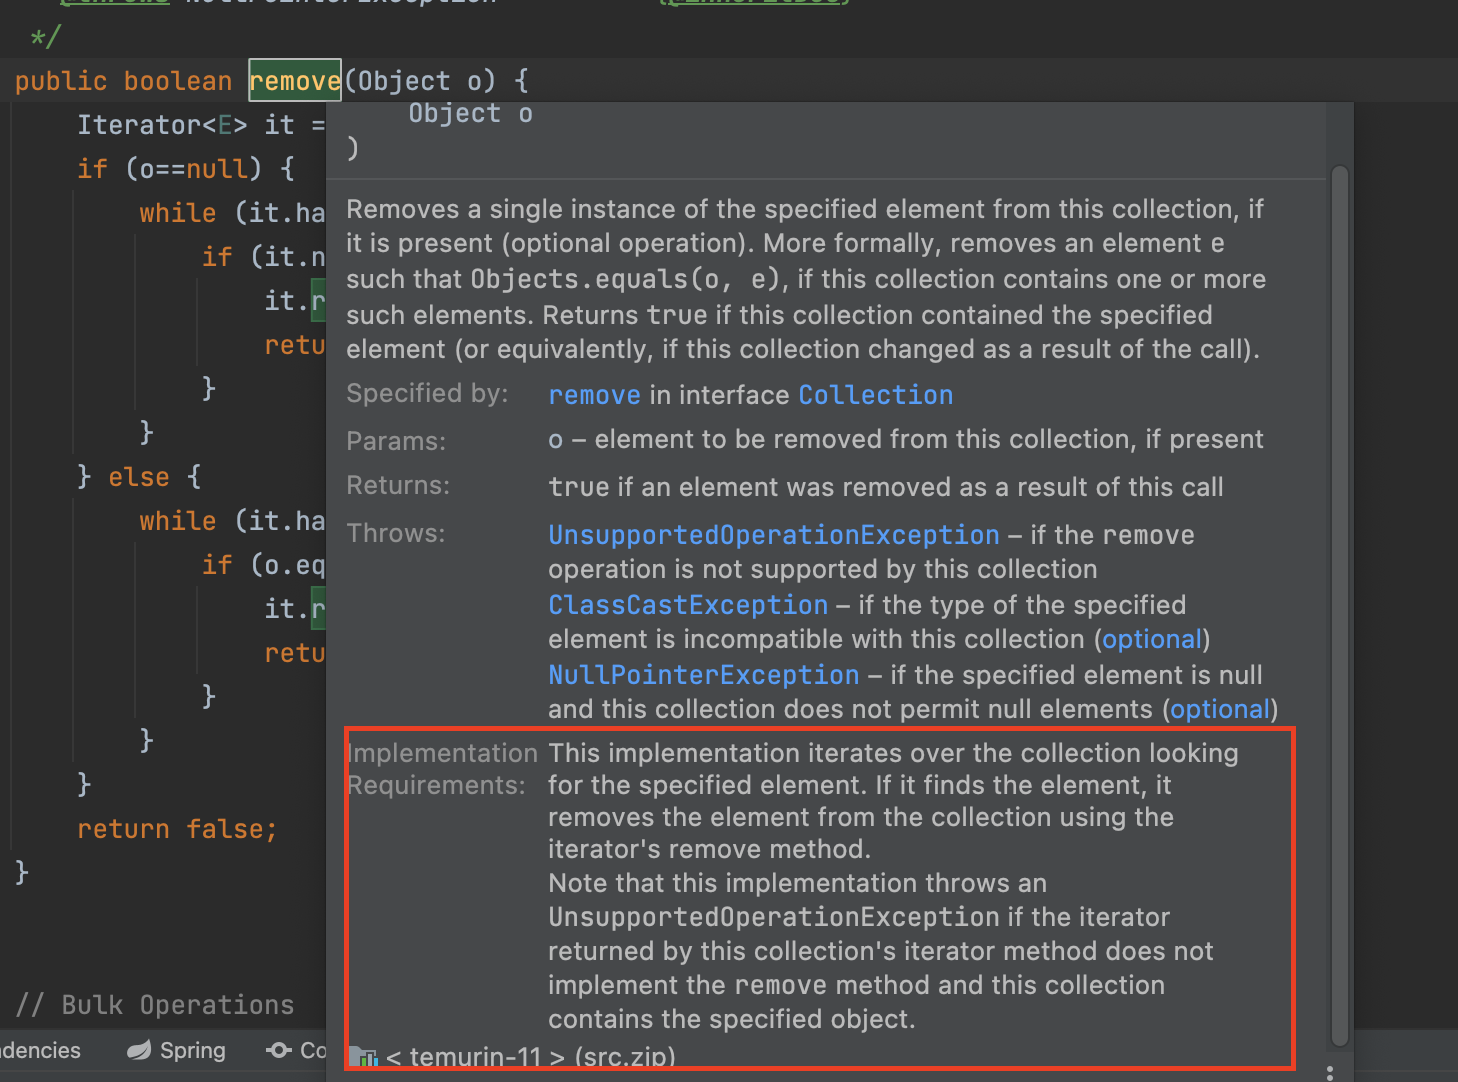 */
public boolean remove(Object o) {
Iterator<E> it =
if (o==null) {
while (it.ha
if (it.n
it.r
retu
}
}
} else {
while (it.ha
if (o.eq
it.r
retu
}
}
}
return false;
}
// Bulk Operations
Object o
)
Removes a single instance of the specified element from this collection, if
it is present (optional operation). More formally, removes an element e
such that Objects.equals(o, e), if this collection contains one or more
such elements. Returns true if this collection contained the specified
element (or equivalently, if this collection changed as a result of the call).
Specified by: remove in interface Collection
Params: o – element to be removed from this collection, if present
Returns: true if an element was removed as a result of this call
Throws: UnsupportedOperationException – if the remove
operation is not supported by this collection
ClassCastException – if the type of the specified
element is incompatible with this collection (optional)
NullPointerException – if the specified element is null
and this collection does not permit null elements (optional)
Implementation This implementation iterates over the collection looking
Requirements: for the specified element. If it finds the element, it
removes the element from the collection using the
iterator's remove method.
Note that this implementation throws an
UnsupportedOperationException if the iterator
returned by this collection's iterator method does not
implement the remove method and this collection
contains the specified object.
< temurin-11 > (src.zip)
dencies Spring Co